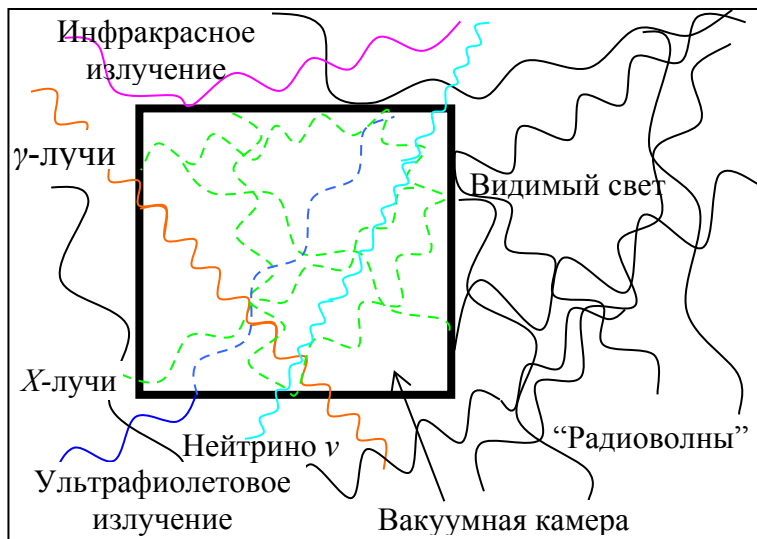 Инфракрасное
излучение
γ-лучи
Видимый свет
X-лучи
Нейтрино ν
“Радиоволны”
Ультрафиолетовое
излучение
Вакуумная камера